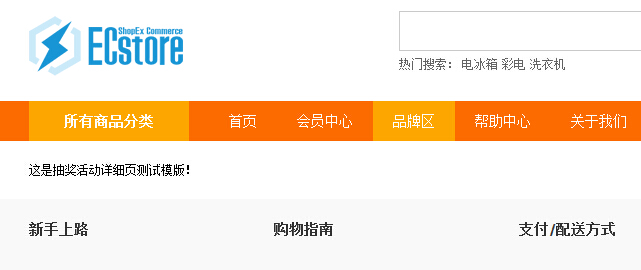 ShopEx Commerce
ECstore
热门搜索： 电冰箱 彩电 洗衣机
所有商品分类 首页 会员中心 品牌区 帮助中心 关于我们
这是抽奖活动详细页测试模版！
新手上路 购物指南 支付/配送方式